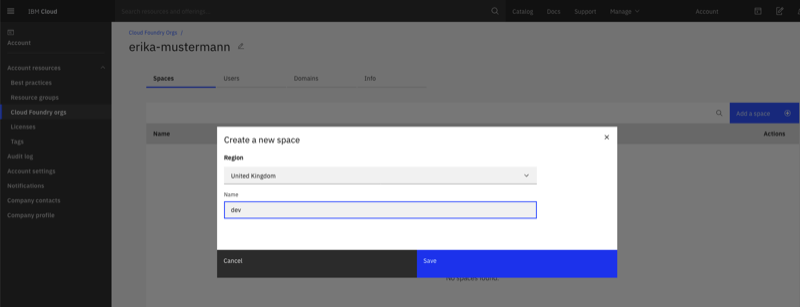 IBM Cloud
Search resources and offerings...
Catalog
Docs
Support
Manage
Account
Account
Account resources
Best practices
Resource groups
Cloud Foundry orgs
Licenses
Tags
Audit log
Account settings
Notifications
Company contacts
Company profile
Cloud Foundry Orgs /
erika-mustermann
Spaces
Users
Domains
Info
Add a space
Name
Actions
Create a new space
Region
United Kingdom
Name
dev
Cancel
Save
No spaces found.